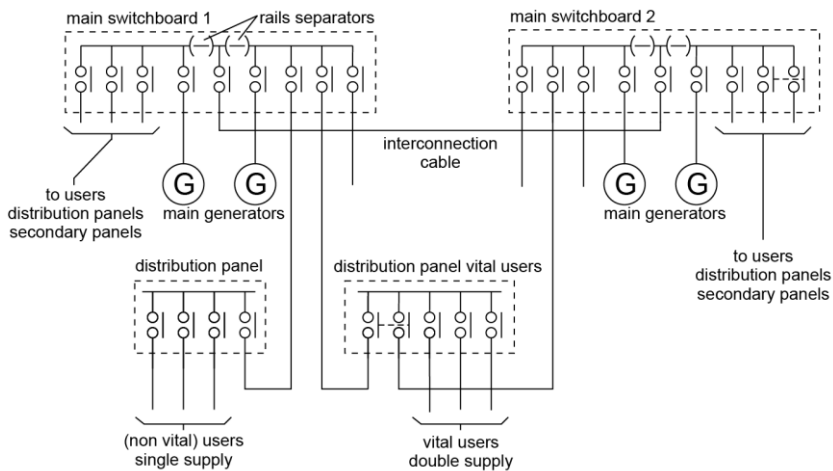 main switchboard 1
rails separators
main switchboard 2
interconnection
cable
G
G
G
G
to users
distribution panels
secondary panels
main generators
main generators
to users
distribution panels
secondary panels
distribution panel
distribution panel vital users
(non vital) users
single supply
vital users
double supply